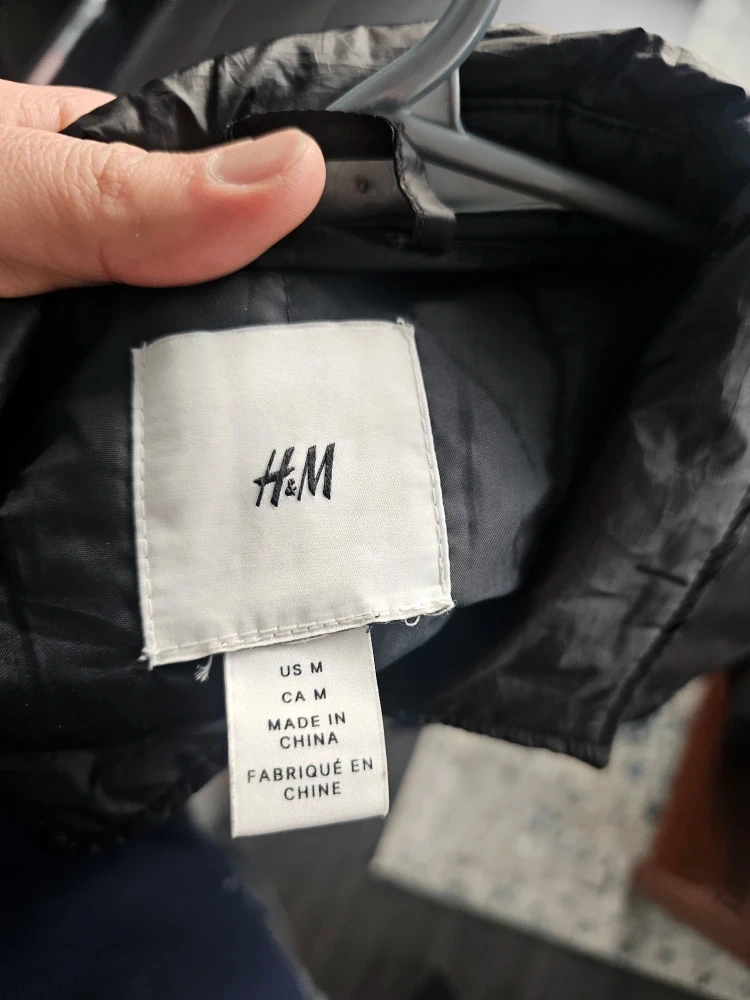 H&M
US M
CA M
MADE IN
CHINA
FABRIQUÉ EN
CHINE